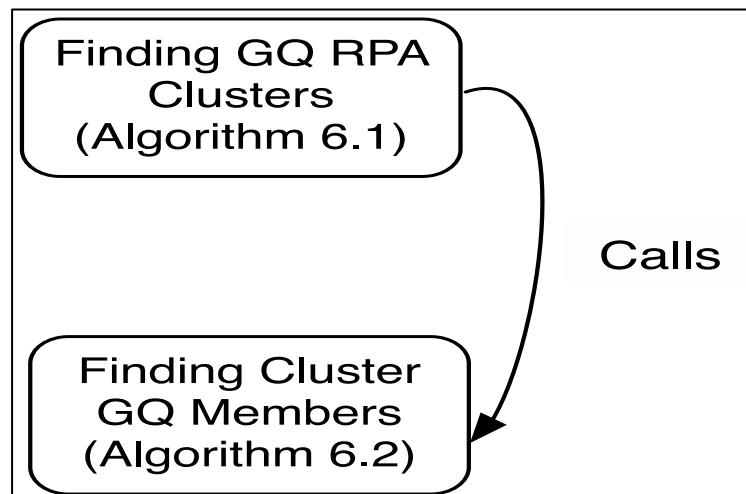 Finding GQ RPA
Clusters
(Algorithm 6.1)
Calls
Finding Cluster
GQ Members
(Algorithm 6.2)